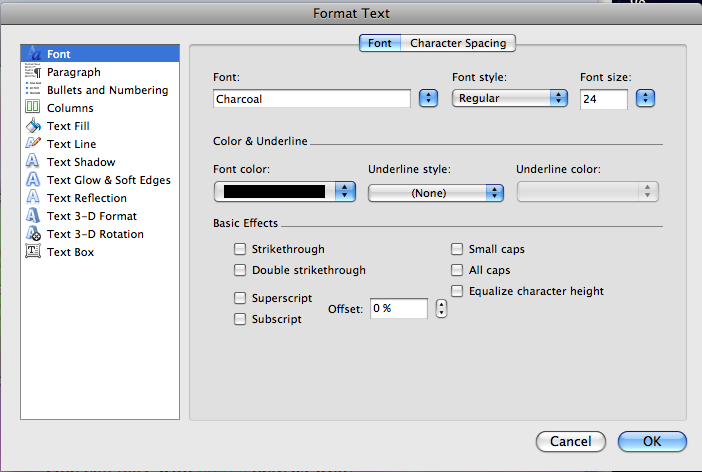 Format Text
Font
Paragraph
Bullets and Numbering
Columns
Text Fill
Text Line
Text Shadow
Text Glow & Soft Edges
Text Reflection
Text 3-D Format
Text 3-D Rotation
Text Box
Font Character Spacing
Font: Font style: Font size:
Charcoal Regular 24
Color & Underline
Font color: Underline style: Underline color:
(None)
Basic Effects
Strikethrough Small caps
Double strikethrough All caps
Equalize character height
Superscript
Offset: 0 %
Subscript
Cancel OK